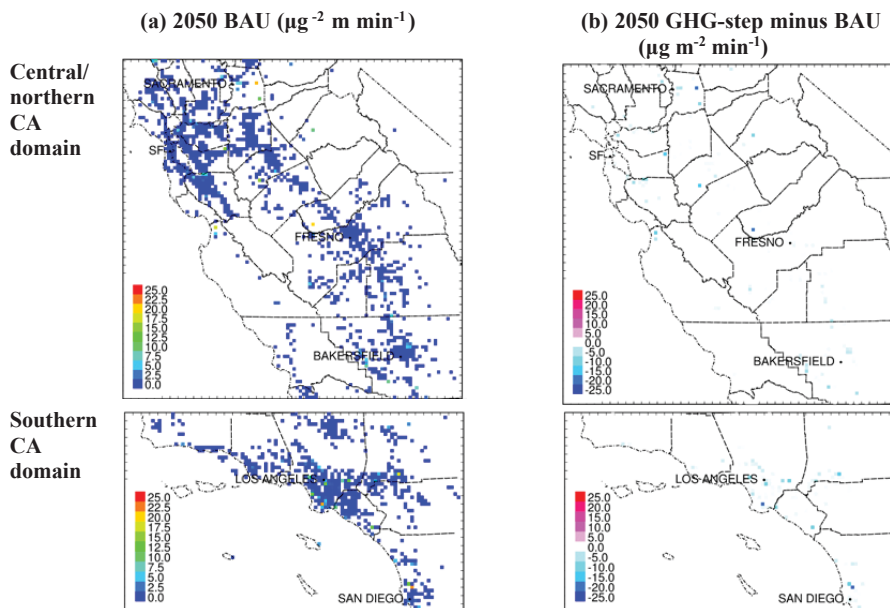 (a) 2050 BAU (µg ⁻² m min⁻¹)
(b) 2050 GHG-step minus BAU
(µg m⁻² min⁻¹)
Central/
northern
CA
domain
SACRAMENTO
SF
FRESNO
BAKERSFIELD
25.0
22.5
20.0
17.5
15.0
12.5
10.0
7.5
5.0
2.5
0.0
SACRAMENTO
SF
FRESNO
BAKERSFIELD
25.0
20.0
15.0
10.0
5.0
0.0
-5.0
-10.0
-15.0
-20.0
-25.0
Southern
CA
domain
LOS ANGELES
SAN DIEGO
25.0
22.5
20.0
17.5
15.0
12.5
10.0
7.5
5.0
2.5
0.0
LOS ANGELES
SAN DIEGO
25.0
20.0
15.0
10.0
5.0
0.0
-5.0
-10.0
-15.0
-20.0
-25.0